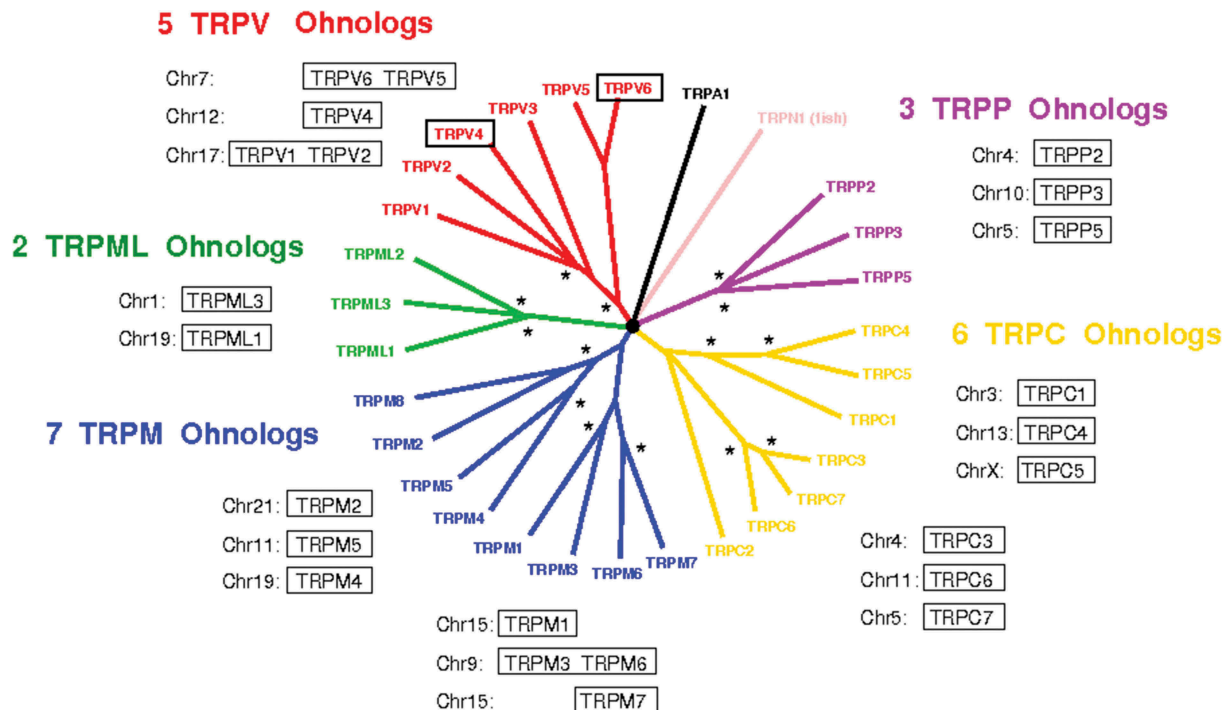 5 TRPV Ohnologs
Chr7: TRPV6 TRPV5
Chr12: TRPV4
Chr17: TRPV1 TRPV2
TRPV1
TRPV2
TRPV4
TRPV3
TRPV5
TRPV6
TRPA1
TRPN1 (fish)
3 TRPP Ohnologs
Chr4: TRPP2
Chr10: TRPP3
Chr5: TRPP5
TRPP2
TRPP3
TRPP5
2 TRPML Ohnologs
Chr1: TRPML3
Chr19: TRPML1
TRPML2
TRPML3
TRPML1
* * * * * * * * * * * * * *
6 TRPC Ohnologs
Chr3: TRPC1
Chr13: TRPC4
ChrX: TRPC5
TRPC4
TRPC5
TRPC1
TRPC3
TRPC7
TRPC6
TRPC2
Chr4: TRPC3
Chr11: TRPC6
Chr5: TRPC7
7 TRPM Ohnologs
Chr21: TRPM2
Chr11: TRPM5
Chr19: TRPM4
TRPM8
TRPM2
TRPM5
TRPM4
TRPM1
TRPM3
TRPM6
TRPM7
Chr15: TRPM1
Chr9: TRPM3 TRPM6
Chr15: TRPM7